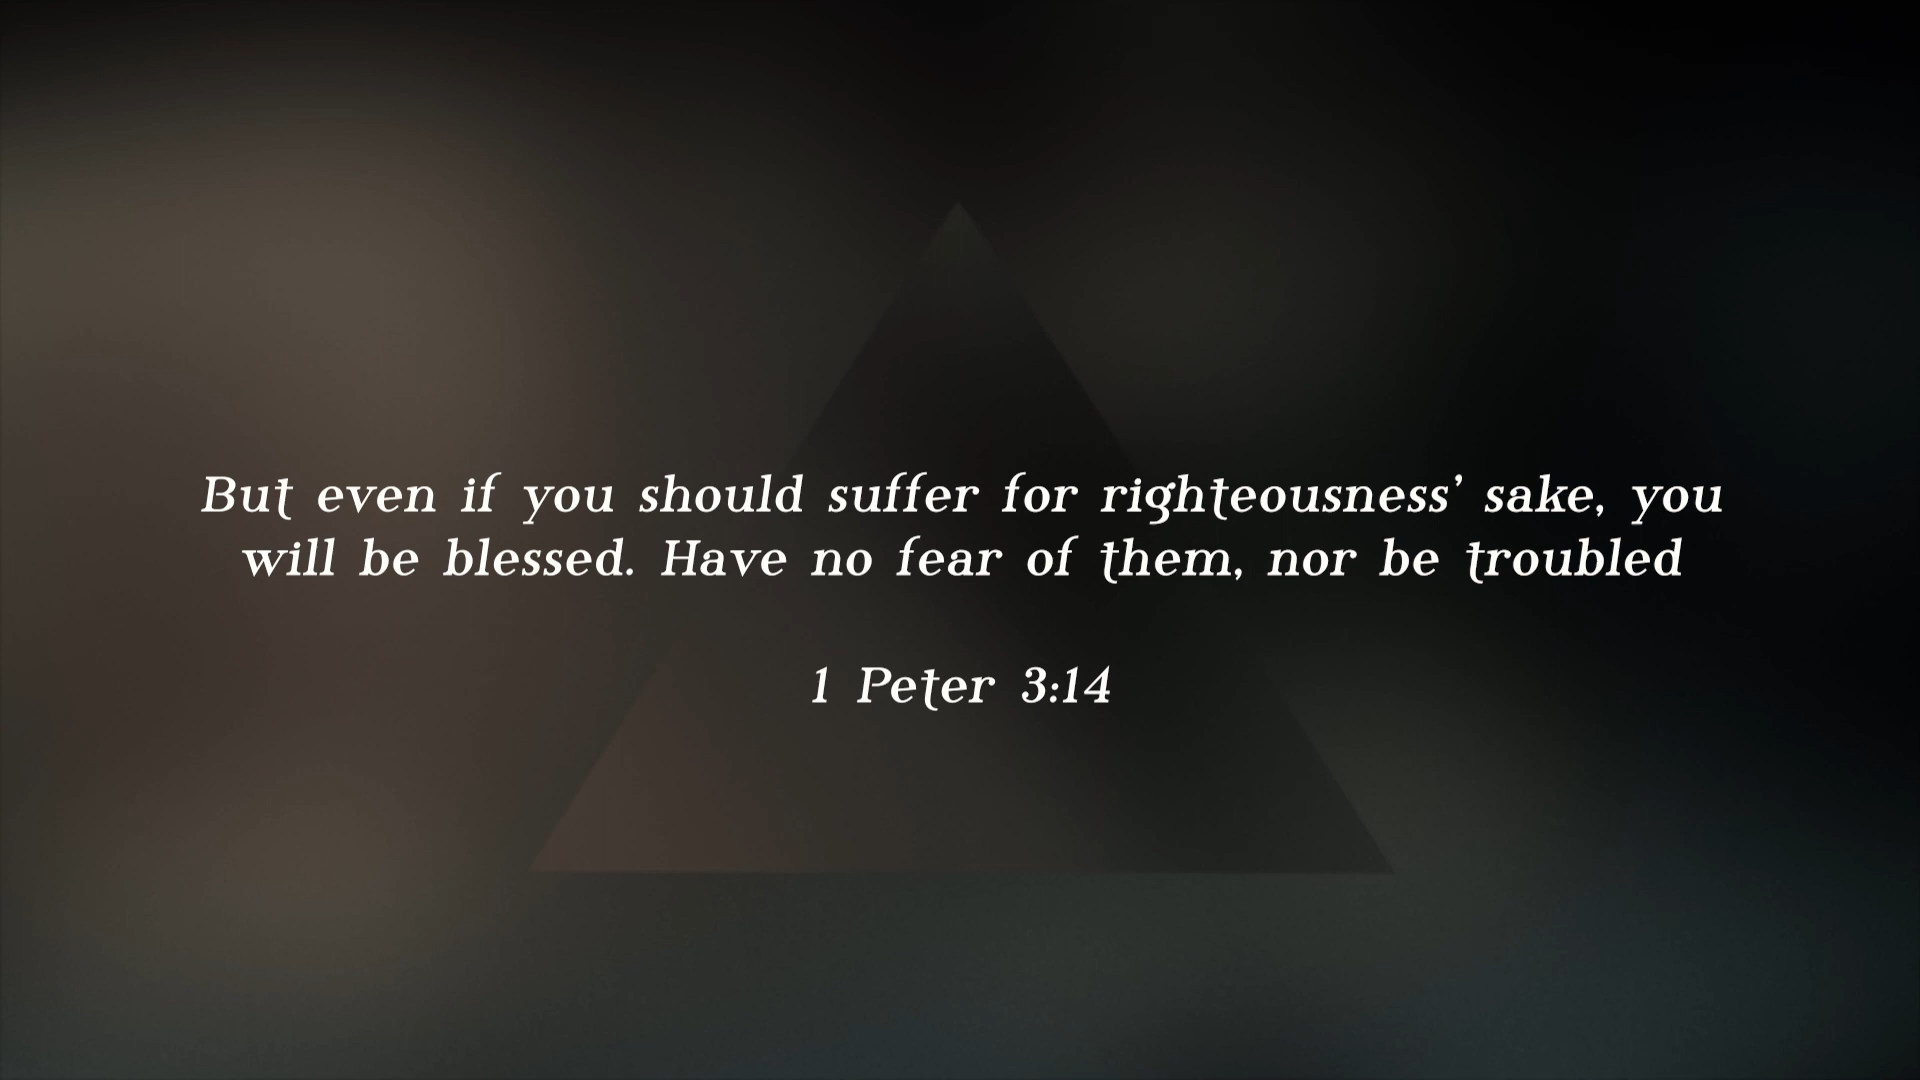 But even if you should suffer for righteousness’ sake, you
will be blessed. Have no fear of them, nor be troubled
1 Peter 3:14